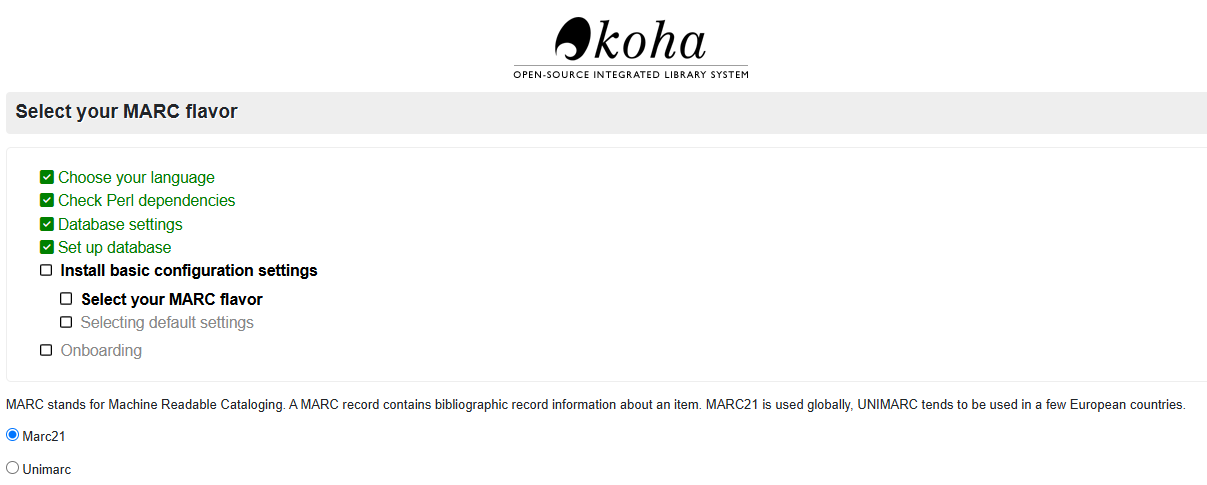 koha
OPEN-SOURCE INTEGRATED LIBRARY SYSTEM
Select your MARC flavor
Choose your language
Check Perl dependencies
Database settings
Set up database
Install basic configuration settings
Select your MARC flavor
Selecting default settings
Onboarding
MARC stands for Machine Readable Cataloging. A MARC record contains bibliographic record information about an item. MARC21 is used globally, UNIMARC tends to be used in a few European countries.
Marc21
Unimarc